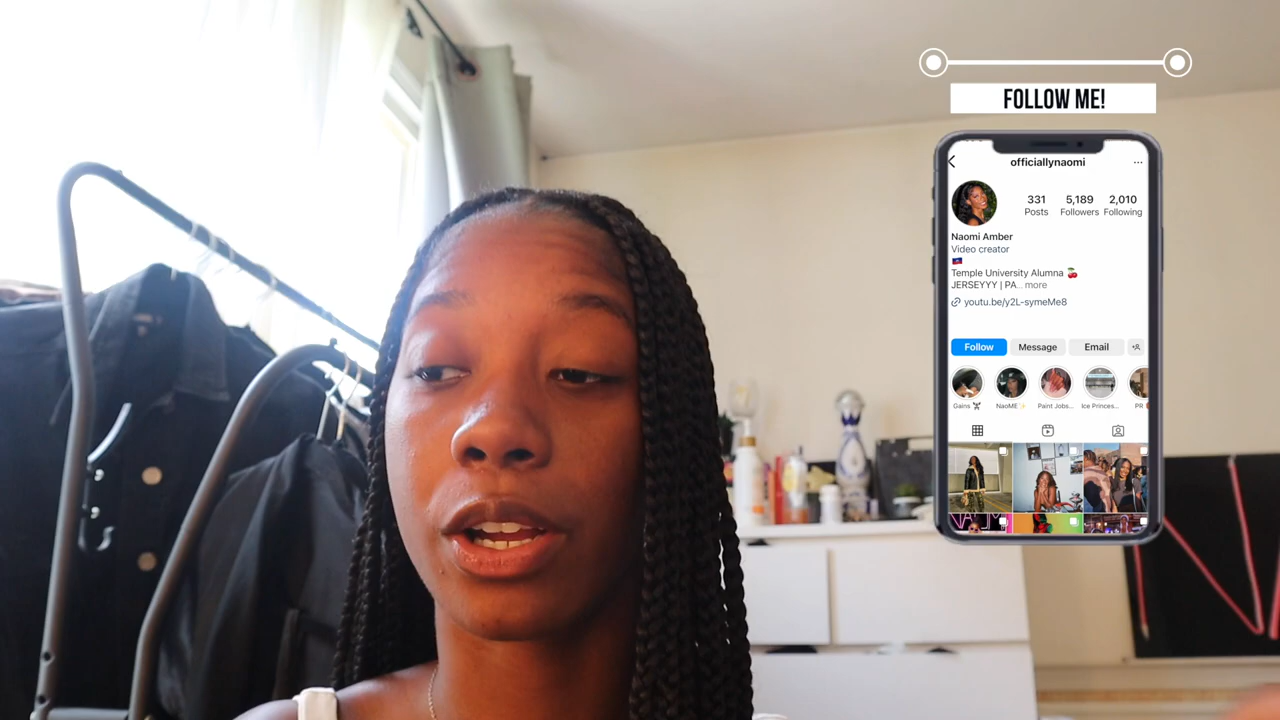 FOLLOW ME!
officiallynaomi
331 5,189 2,010
Posts Followers Following
Naomi Amber
Video creator
Temple University Alumna
JERSEYYY | PA... more
youtu.be/y2L-symeMe8
Follow Message Email
Gains NaoME Paint Jobs... Ice Princes... PR